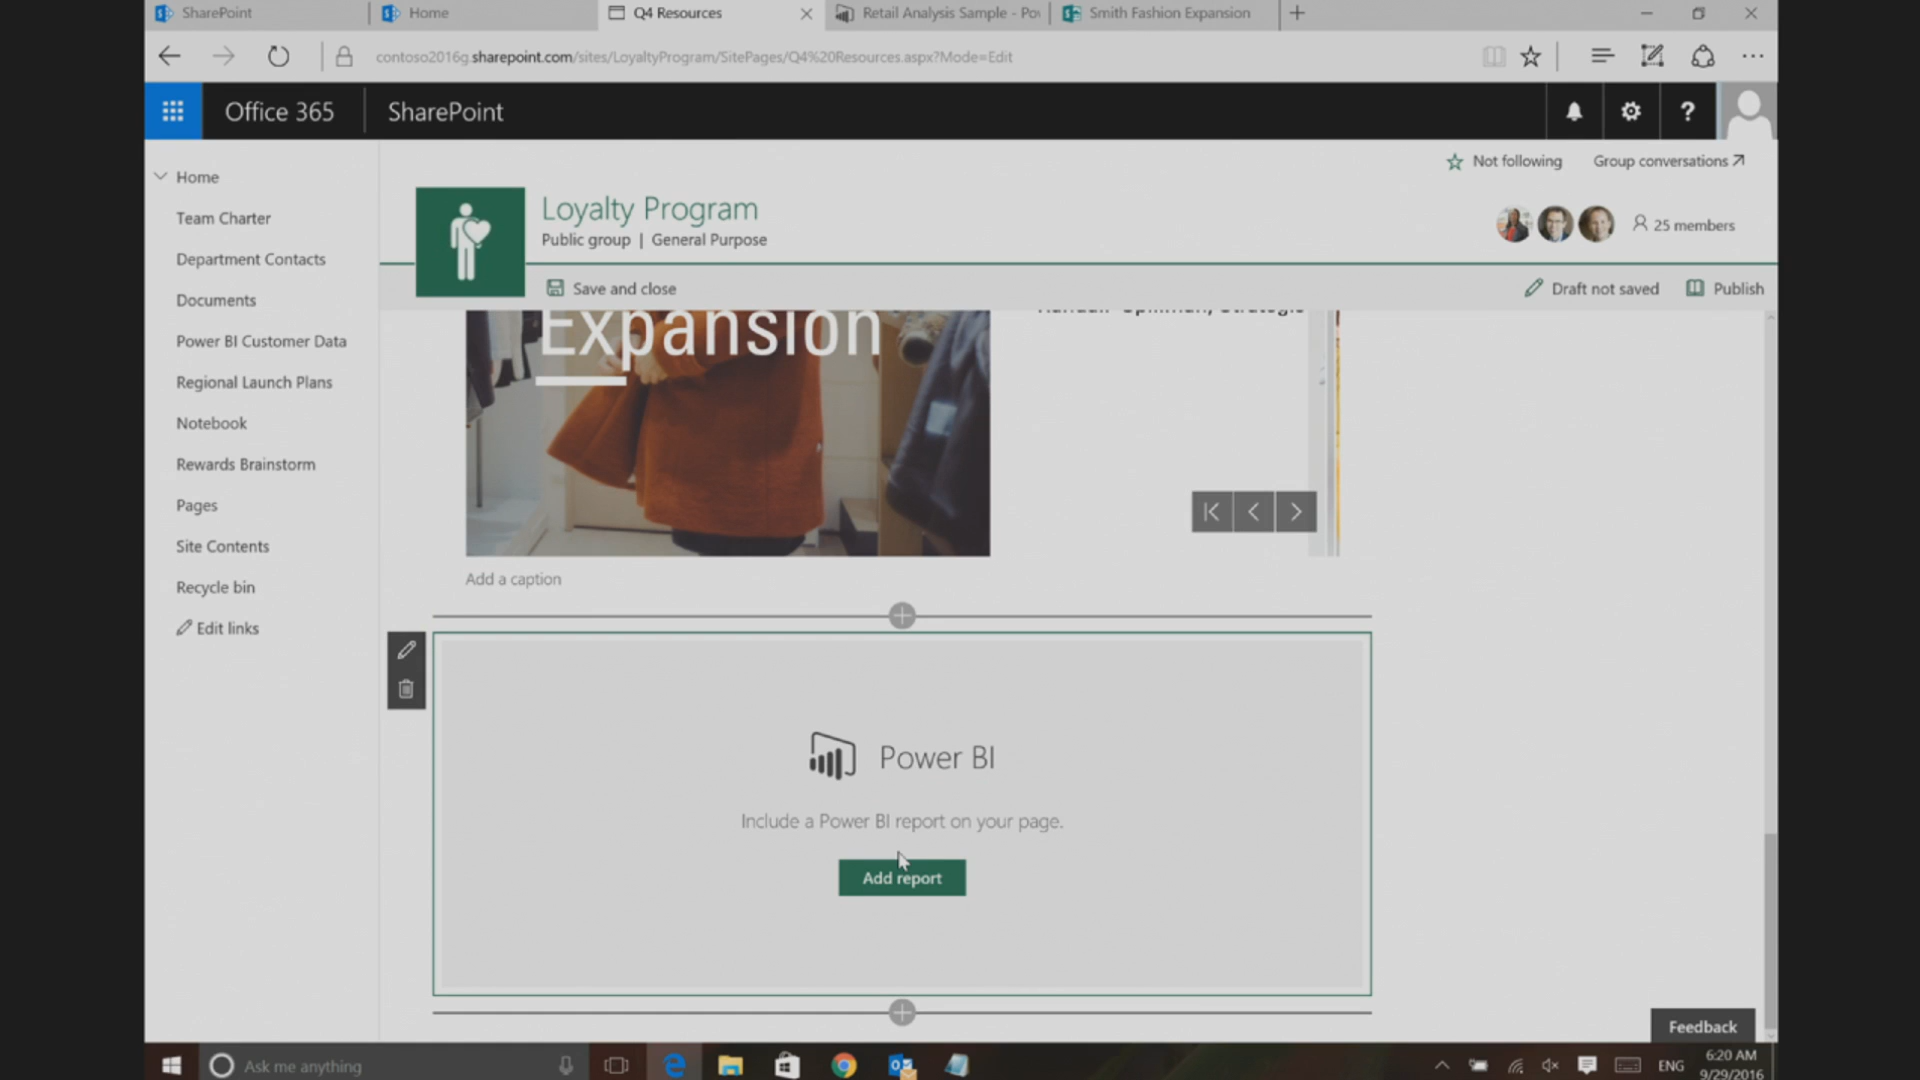 SharePoint
Home
Q4 Resources
Retail Analysis Sample - Pov
Smith Fashion Expansion
contoso2016g.sharepoint.com/sites/LoyaltyProgram/SitePages/Q4%20Resources.aspx?Mode=Edit
Office 365
SharePoint
?
Not following
Group conversations
Home
Team Charter
Department Contacts
Documents
Power BI Customer Data
Regional Launch Plans
Notebook
Rewards Brainstorm
Pages
Site Contents
Recycle bin
Edit links
Loyalty Program
Public group | General Purpose
25 members
Save and close
Draft not saved
Publish
Expansion
Add a caption
Power BI
Include a Power BI report on your page.
Add report
Feedback
Ask me anything
ENG
6:20 AM
9/29/2016